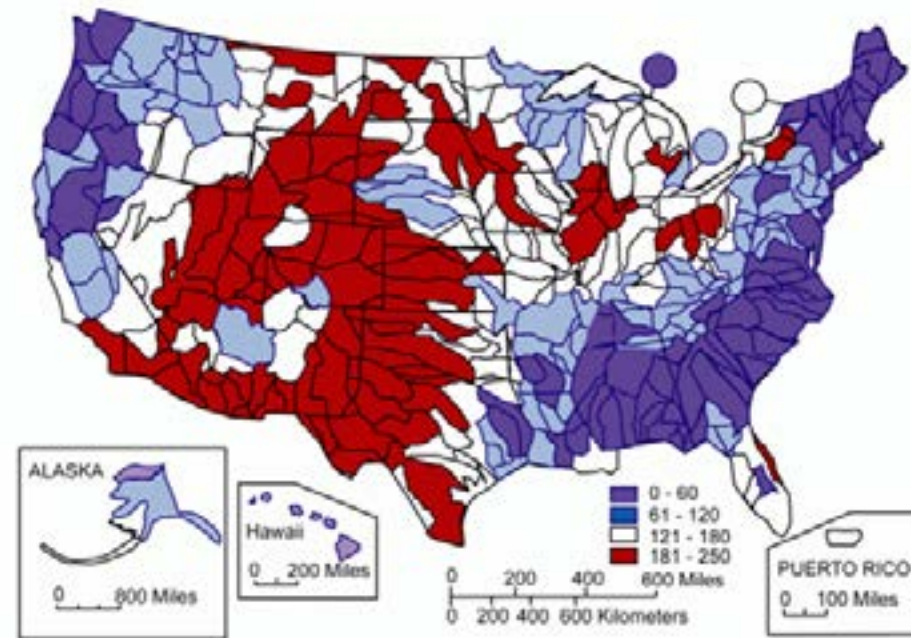 ALASKA
0 800 Miles
Hawaii
0 200 Miles
0 - 60
61 - 120
121 - 180
181 - 250
0 200 400 600 Miles
0 200 400 600 Kilometers
PUERTO RICO
0 100 Miles